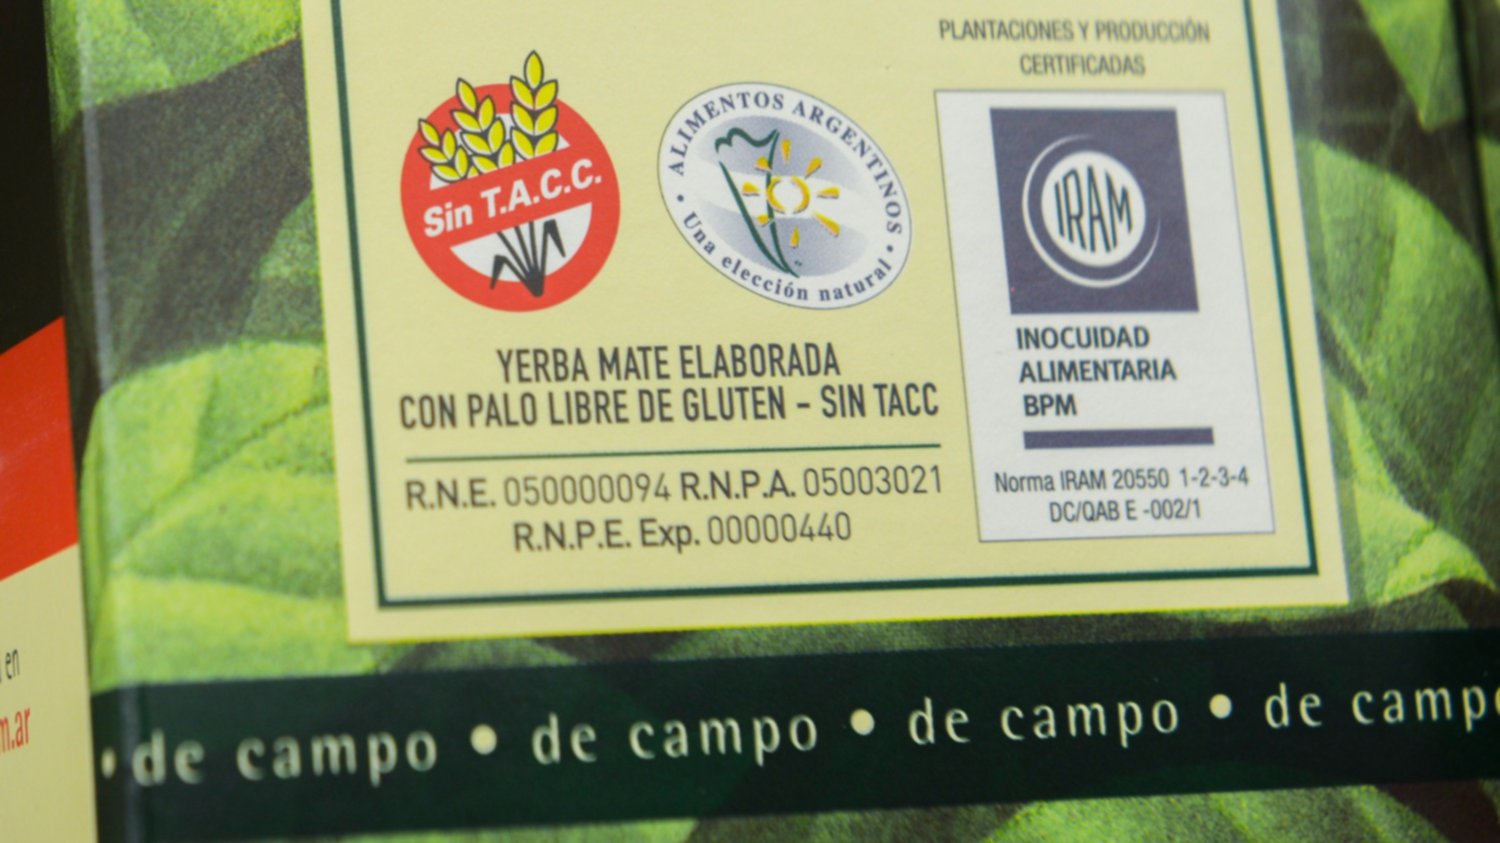 PLANTACIONES Y PRODUCCIÓN
CERTIFICADAS
Sin T.A.C.C.
ALIMENTOS ARGENTINOS
Una elección natural
IRAM
INOCUIDAD
ALIMENTARIA
BPM
Norma IRAM 20550 1-2-3-4
DC/QAB E -002/1
YERBA MATE ELABORADA
CON PALO LIBRE DE GLUTEN - SIN TACC
R.N.E. 050000094 R.N.P.A. 05003021
R.N.P.E. Exp. 00000440
en
m.ar
• de campo • de campo • de campo • de campo